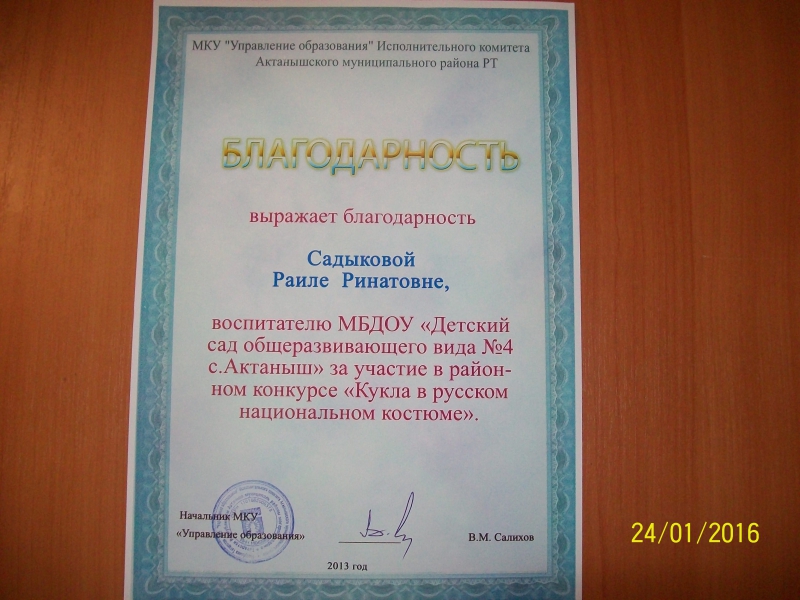 МКУ "Управление образования" Исполнительного комитета
Актанышского муниципального района РТ
БЛАГОДАРНОСТЬ
выражает благодарность
Садыковой
Раиле Ринатовне,
воспитателю МБДОУ «Детский
сад общеразвивающего вида №4
с.Актаныш» за участие в район-
ном конкурсе «Кукла в русском
национальном костюме».
Начальник МКУ
«Управление образования»
В.М. Салихов
2013 год
24/01/2016